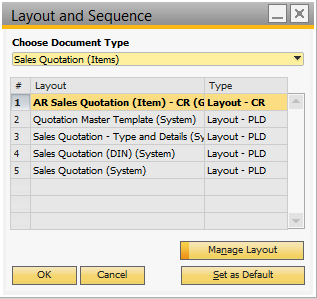 Layout and Sequence
Choose Document Type
Sales Quotation (Items)
# Layout Type
1 AR Sales Quotation (Item) - CR (G Layout - CR
2 Quotation Master Template (System) Layout - PLD
3 Sales Quotation - Type and Details (Sy Layout - PLD
4 Sales Quotation (DIN) (System) Layout - PLD
5 Sales Quotation (System) Layout - PLD
Manage Layout
OK Cancel Set as Default